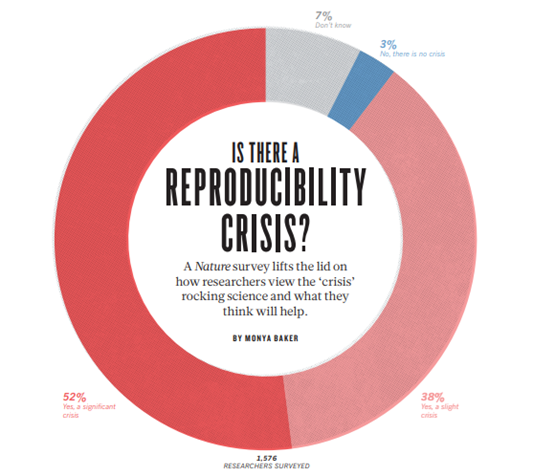 7%
Don't know
3%
No, there is no crisis
IS THERE A
REPRODUCIBILITY
CRISIS?
A Nature survey lifts the lid on
how researchers view the ‘crisis’
rocking science and what they
think will help.
BY MONYA BAKER
52%
Yes, a significant
crisis
38%
Yes, a slight
crisis
1,576
RESEARCHERS SURVEYED